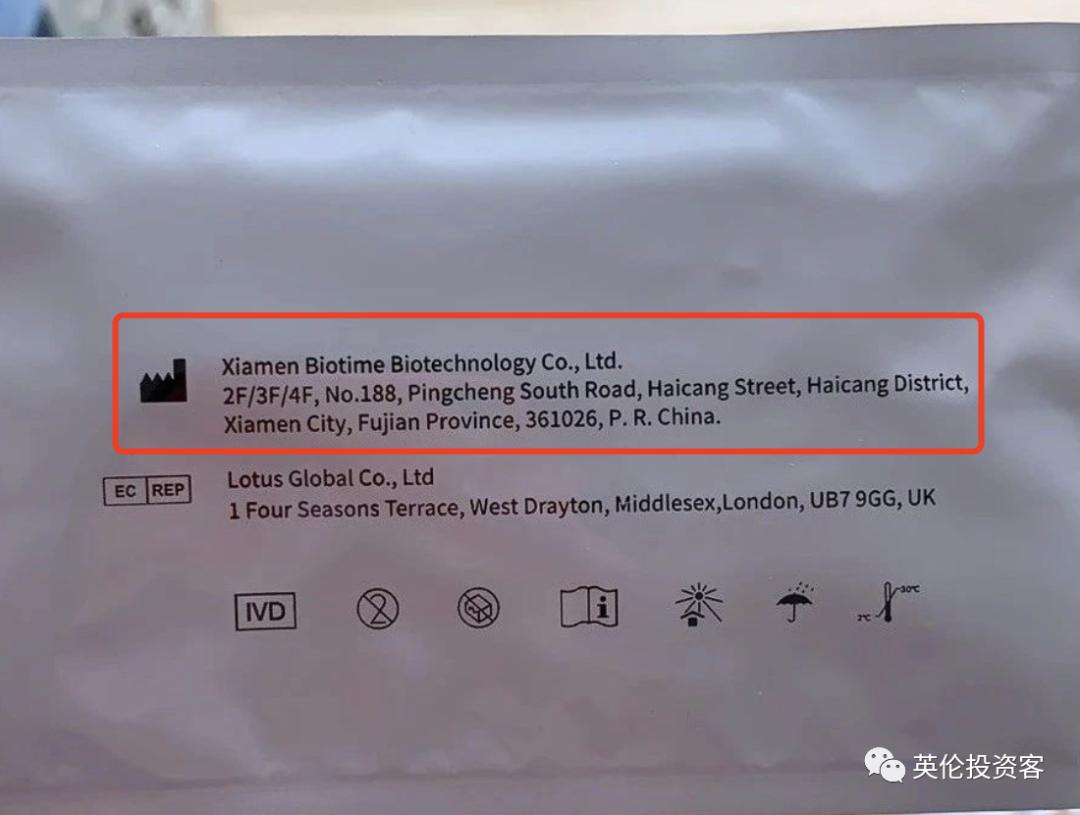 Xiamen Biotime Biotechnology Co., Ltd.
2F/3F/4F, No.188, Pingcheng South Road, Haicang Street, Haicang District,
Xiamen City, Fujian Province, 361026, P. R. China.
EC REP
Lotus Global Co., Ltd
1 Four Seasons Terrace, West Drayton, Middlesex,London, UB7 9GG, UK
IVD
2
i
2℃ 30℃
英伦投资客